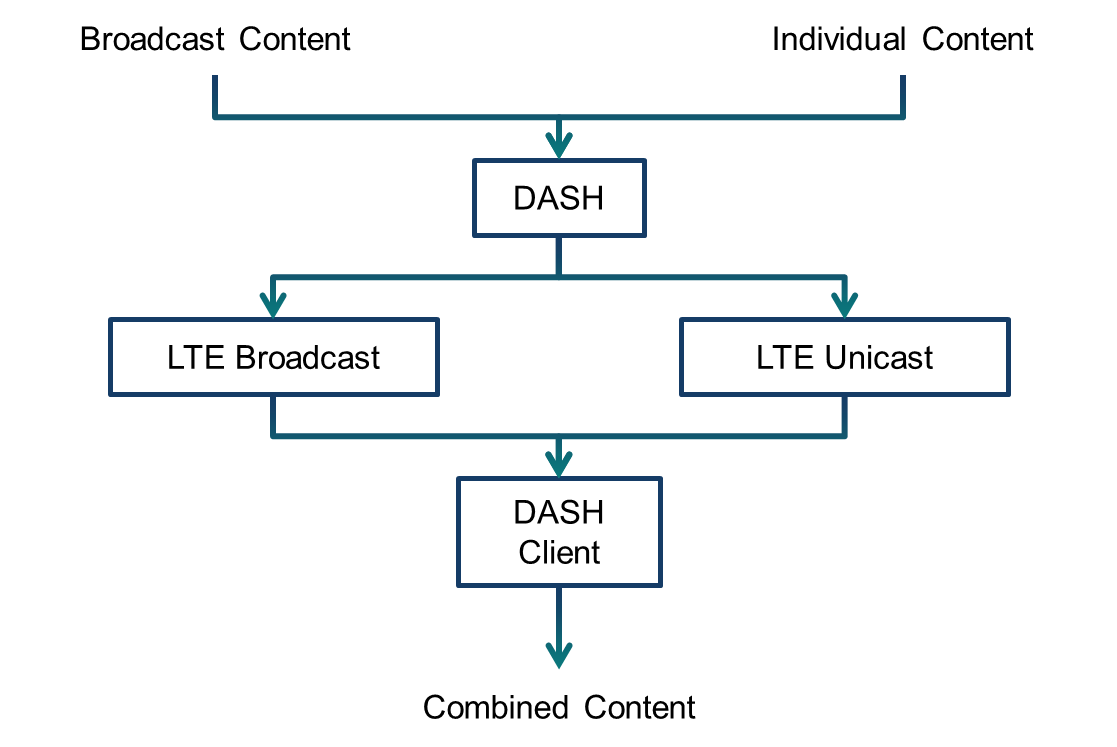 Broadcast Content
Individual Content
DASH
LTE Broadcast
LTE Unicast
DASH
Client
Combined Content